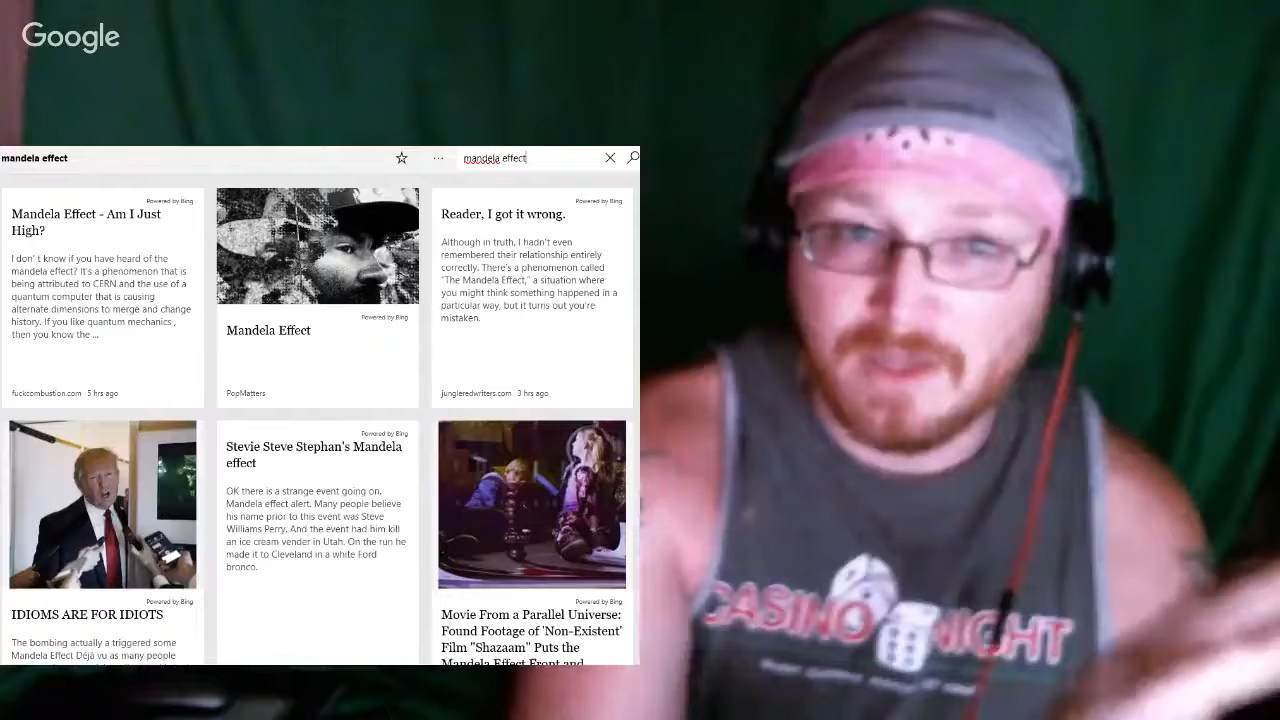 Google
mandela effect
mandela effect
Powered by Bing
Mandela Effect - Am I Just
High?
I don' t know if you have heard of the
mandela effect? It's a phenomenon that is
being attributed to CERN and the use of a
quantum computer that is causing
alternate dimensions to merge and change
history. If you like quantum mechanics ,
then you know the ...
fuckcombustion.com 5 hrs ago
Powered by Bing
Mandela Effect
PopMatters
Powered by Bing
Reader, I got it wrong.
Although in truth, I hadn't even
remembered their relationship entirely
correctly. There's a phenomenon called
"The Mandela Effect," a situation where
you might think something happened in a
particular way, but it turns out you're
mistaken.
jungleredwriters.com 3 hrs ago
Powered by Bing
IDIOMS ARE FOR IDIOTS
The bombing actually a triggered some
Mandela Effect Déjà vu as many people
Powered by Bing
Stevie Steve Stephan's Mandela
effect
OK there is a strange event going on.
Mandela effect alert. Many people believe
his name prior to this event was Steve
Williams Perry. And the event had him kill
an ice cream vender in Utah. On the run he
made it to Cleveland in a white Ford
bronco.
Powered by Bing
Movie From a Parallel Universe:
Found Footage of 'Non-Existent'
Film "Shazaam" Puts the
Mandela Effect Front and
CASINO NIGHT